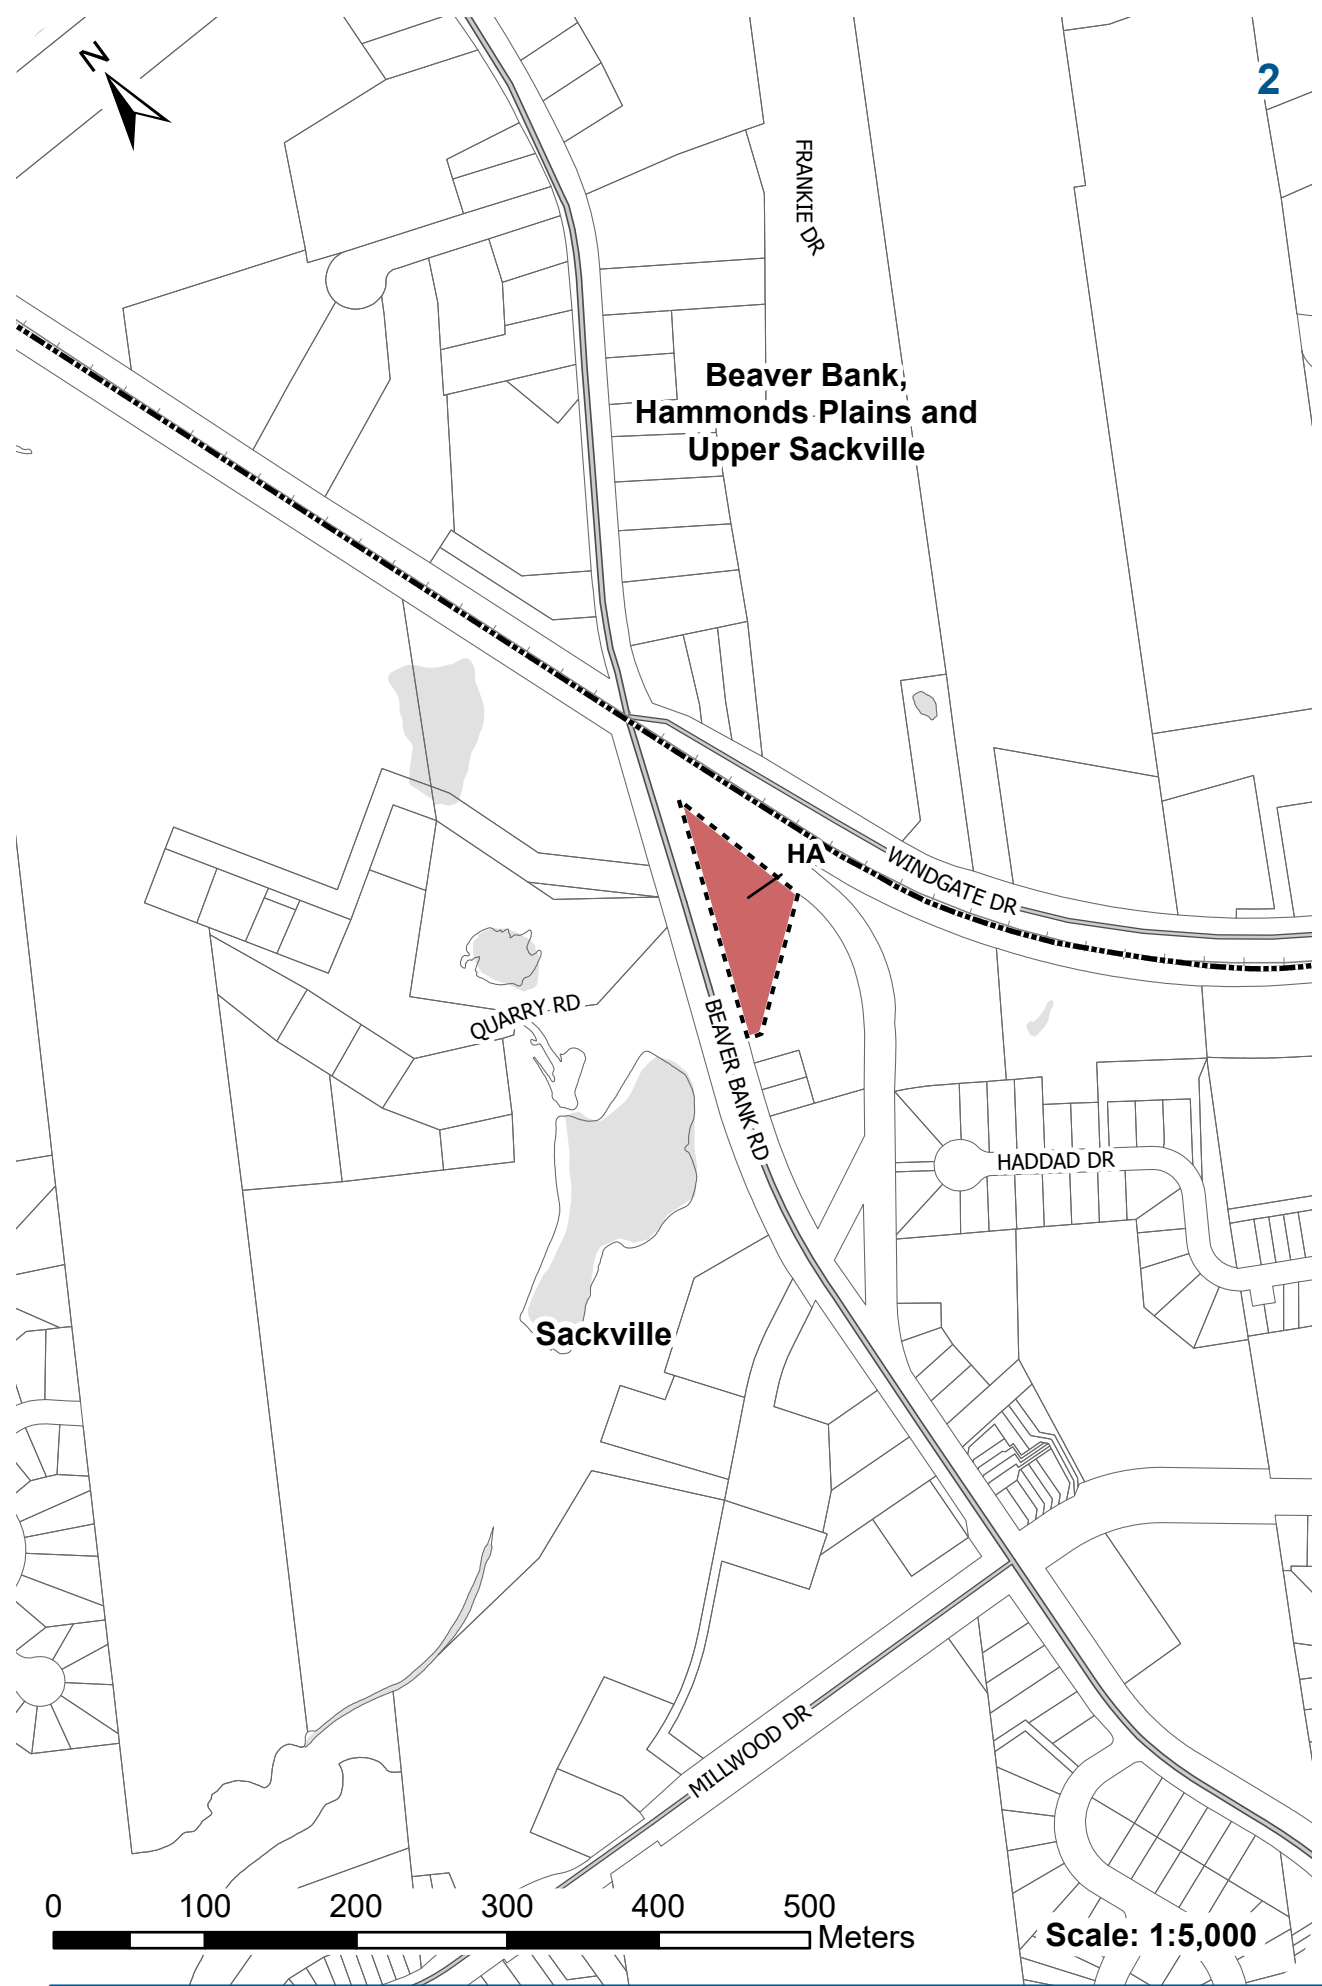 N
2
FRANKIE DR
Beaver Bank,
Hammonds Plains and
Upper Sackville
HA
WINDGATE DR
QUARRY RD
BEAVER BANK RD
HADDAD DR
Sackville
MILLWOOD DR
0 100 200 300 400 500
Meters
Scale: 1:5,000